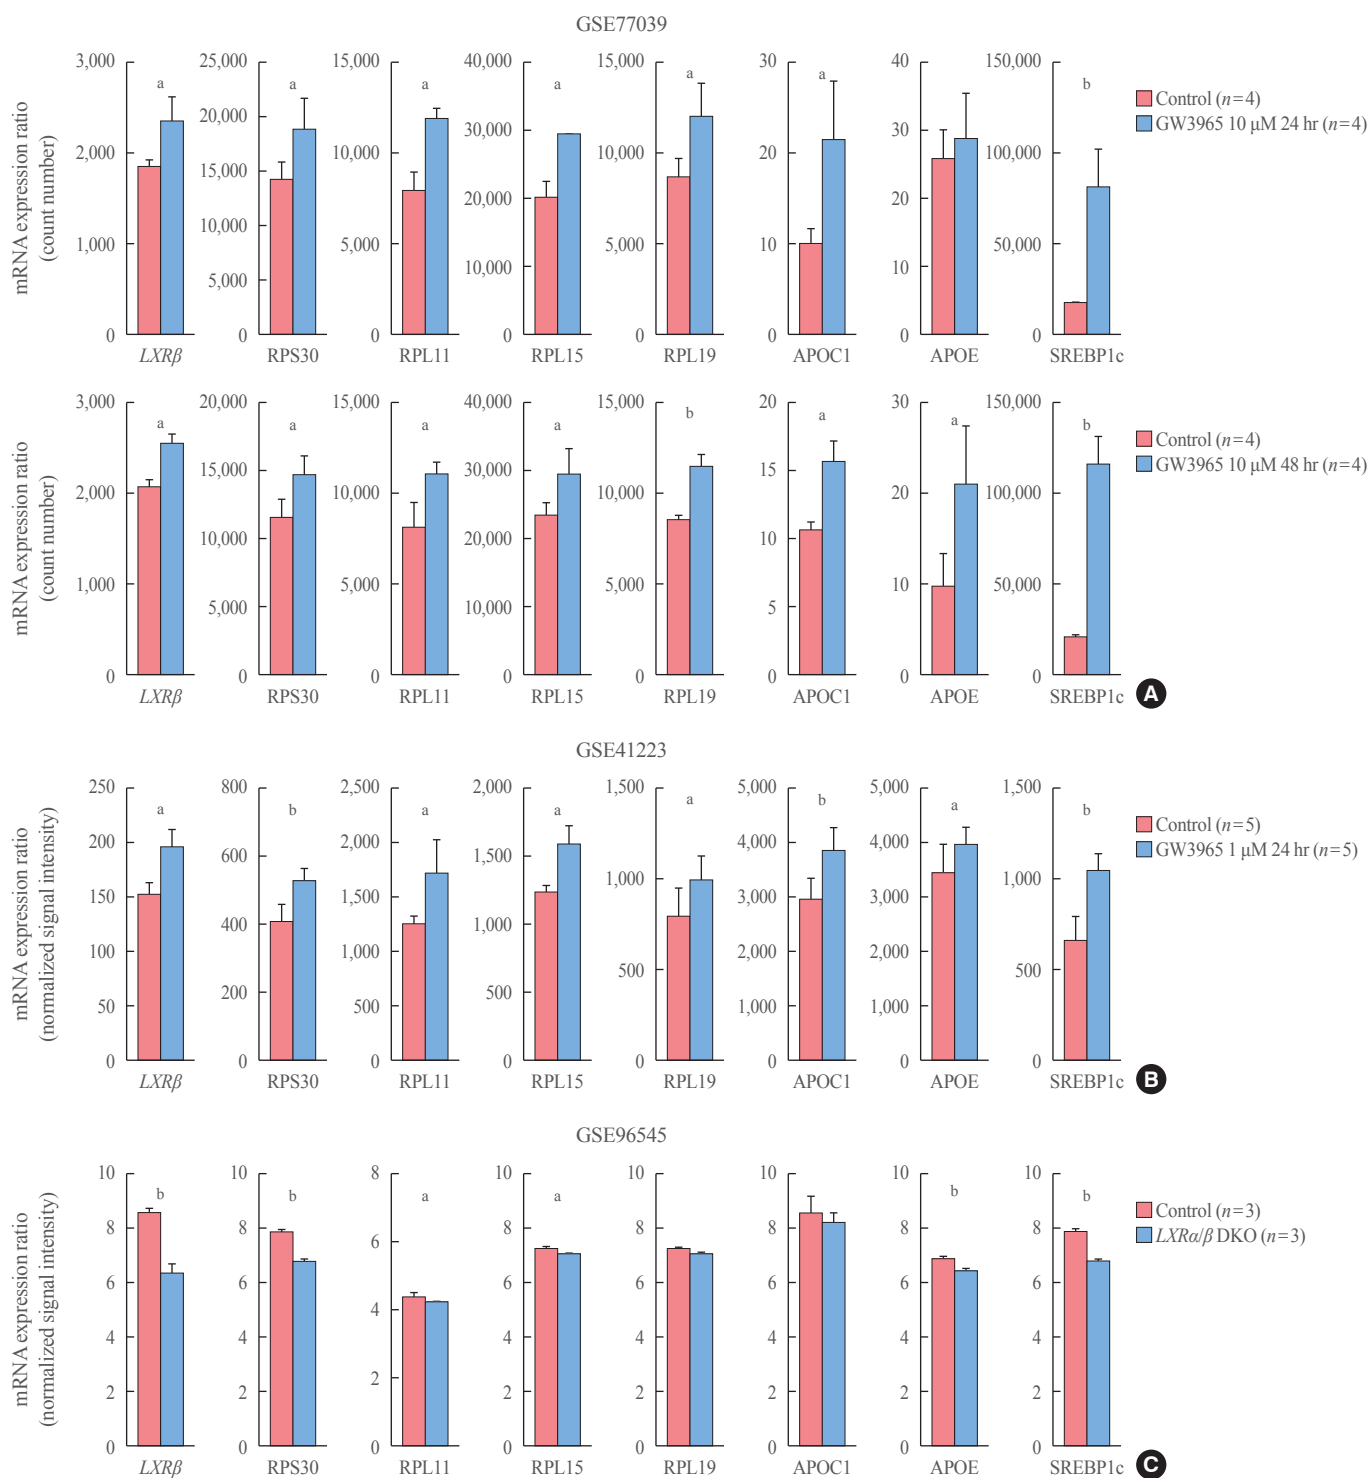 GSE77039
mRNA expression ratio
(count number)
3,000
2,000
1,000
0
a
LXRβ
25,000
20,000
15,000
10,000
5,000
0
a
RPS30
15,000
10,000
5,000
0
a
RPL11
40,000
30,000
20,000
10,000
0
a
RPL15
15,000
10,000
5,000
0
a
RPL19
30
20
10
0
a
APOC1
40
30
20
10
0
APOE
150,000
100,000
50,000
0
b
SREBP1c
Control (n=4)
GW3965 10 μM 24 hr (n=4)
mRNA expression ratio
(count number)
3,000
2,000
1,000
0
a
LXRβ
20,000
15,000
10,000
5,000
0
a
RPS30
15,000
10,000
5,000
0
a
RPL11
40,000
30,000
20,000
10,000
0
a
RPL15
15,000
10,000
5,000
0
b
RPL19
20
15
10
5
0
a
APOC1
30
20
10
0
a
APOE
150,000
100,000
50,000
0
b
SREBP1c
Control (n=4)
GW3965 10 μM 48 hr (n=4)
A
GSE41223
mRNA expression ratio
(normalized signal intensity)
250
200
150
100
50
0
a
LXRβ
800
600
400
200
0
b
RPS30
2,500
2,000
1,500
1,000
500
0
a
RPL11
2,000
1,500
1,000
500
0
a
RPL15
1,500
1,000
500
0
a
RPL19
5,000
4,000
3,000
2,000
1,000
0
b
APOC1
5,000
4,000
3,000
2,000
1,000
0
a
APOE
1,500
1,000
500
0
b
SREBP1c
Control (n=5)
GW3965 1 μM 24 hr (n=5)
B
GSE96545
mRNA expression ratio
(normalized signal intensity)
10
8
6
4
2
0
b
LXRβ
10
8
6
4
2
0
b
RPS30
8
6
4
2
0
a
RPL11
10
8
6
4
2
0
a
RPL15
10
8
6
4
2
0
RPL19
10
8
6
4
2
0
APOC1
10
8
6
4
2
0
b
APOE
10
8
6
4
2
0
b
SREBP1c
Control (n=3)
LXRα/β DKO (n=3)
C